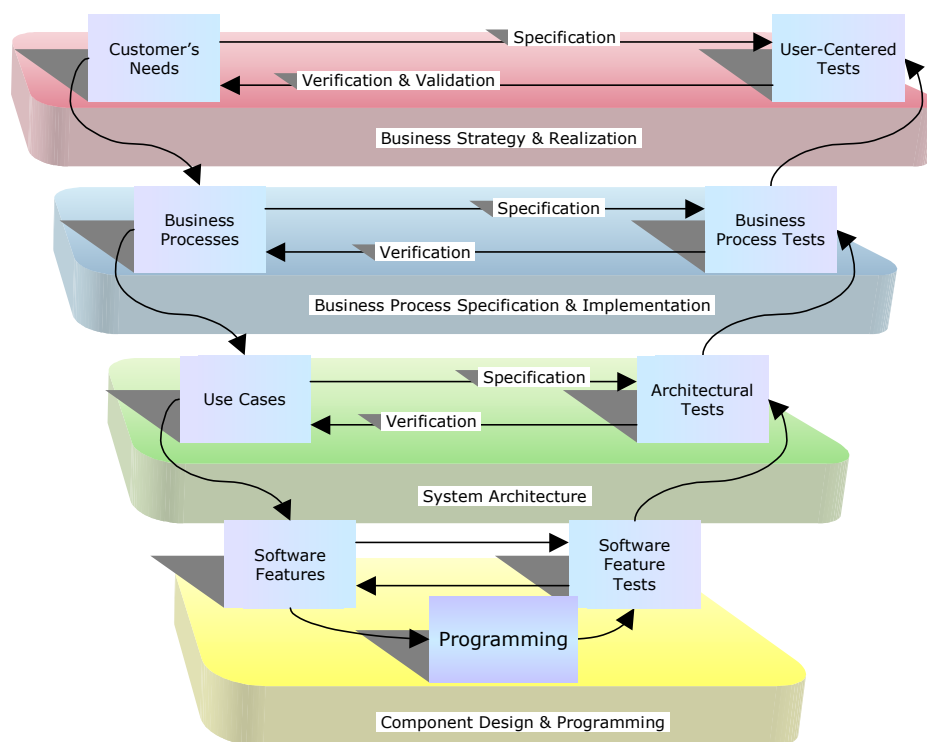 Customer's
Needs
Specification
User-Centered
Tests
Verification & Validation
Business Strategy & Realization
Business
Processes
Specification
Business
Process Tests
Verification
Business Process Specification & Implementation
Use Cases
Specification
Architectural
Tests
Verification
System Architecture
Software
Features
Software
Feature
Tests
Programming
Component Design & Programming